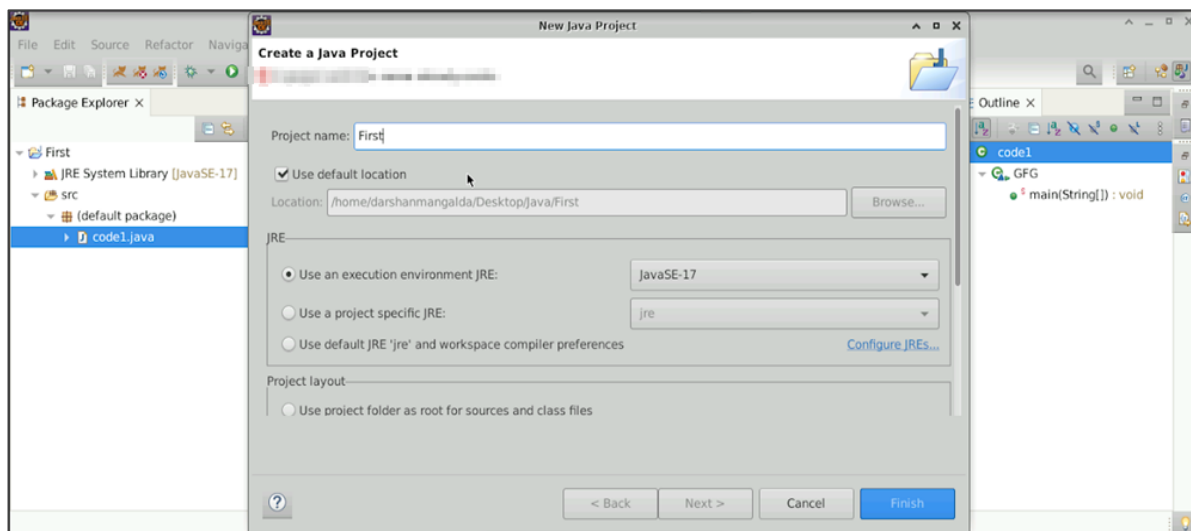 New Java Project
File Edit Source Refactor Naviga
Create a Java Project
Package Explorer
Outline
Project name: First
First
JRE System Library [JavaSE-17]
src
(default package)
code1.java
Use default location
Location: /home/darshanmangalda/Desktop/Java/First Browse...
JRE
Use an execution environment JRE: JavaSE-17
Use a project specific JRE: jre
Use default JRE 'jre' and workspace compiler preferences Configure JREs...
Project layout
Use project folder as root for sources and class files
? < Back Next > Cancel Finish
code1
GFG
main(String[]) : void